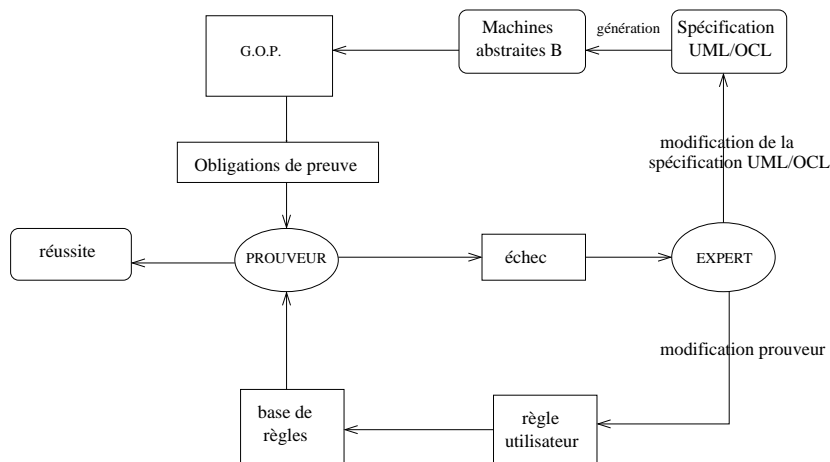 Machines
abstraites B
génération
Spécification
UML/OCL
G.O.P.
modification de la
spécification UML/OCL
Obligations de preuve
réussite
PROUVEUR
échec
EXPERT
modification prouveur
base de
règles
règle
utilisateur